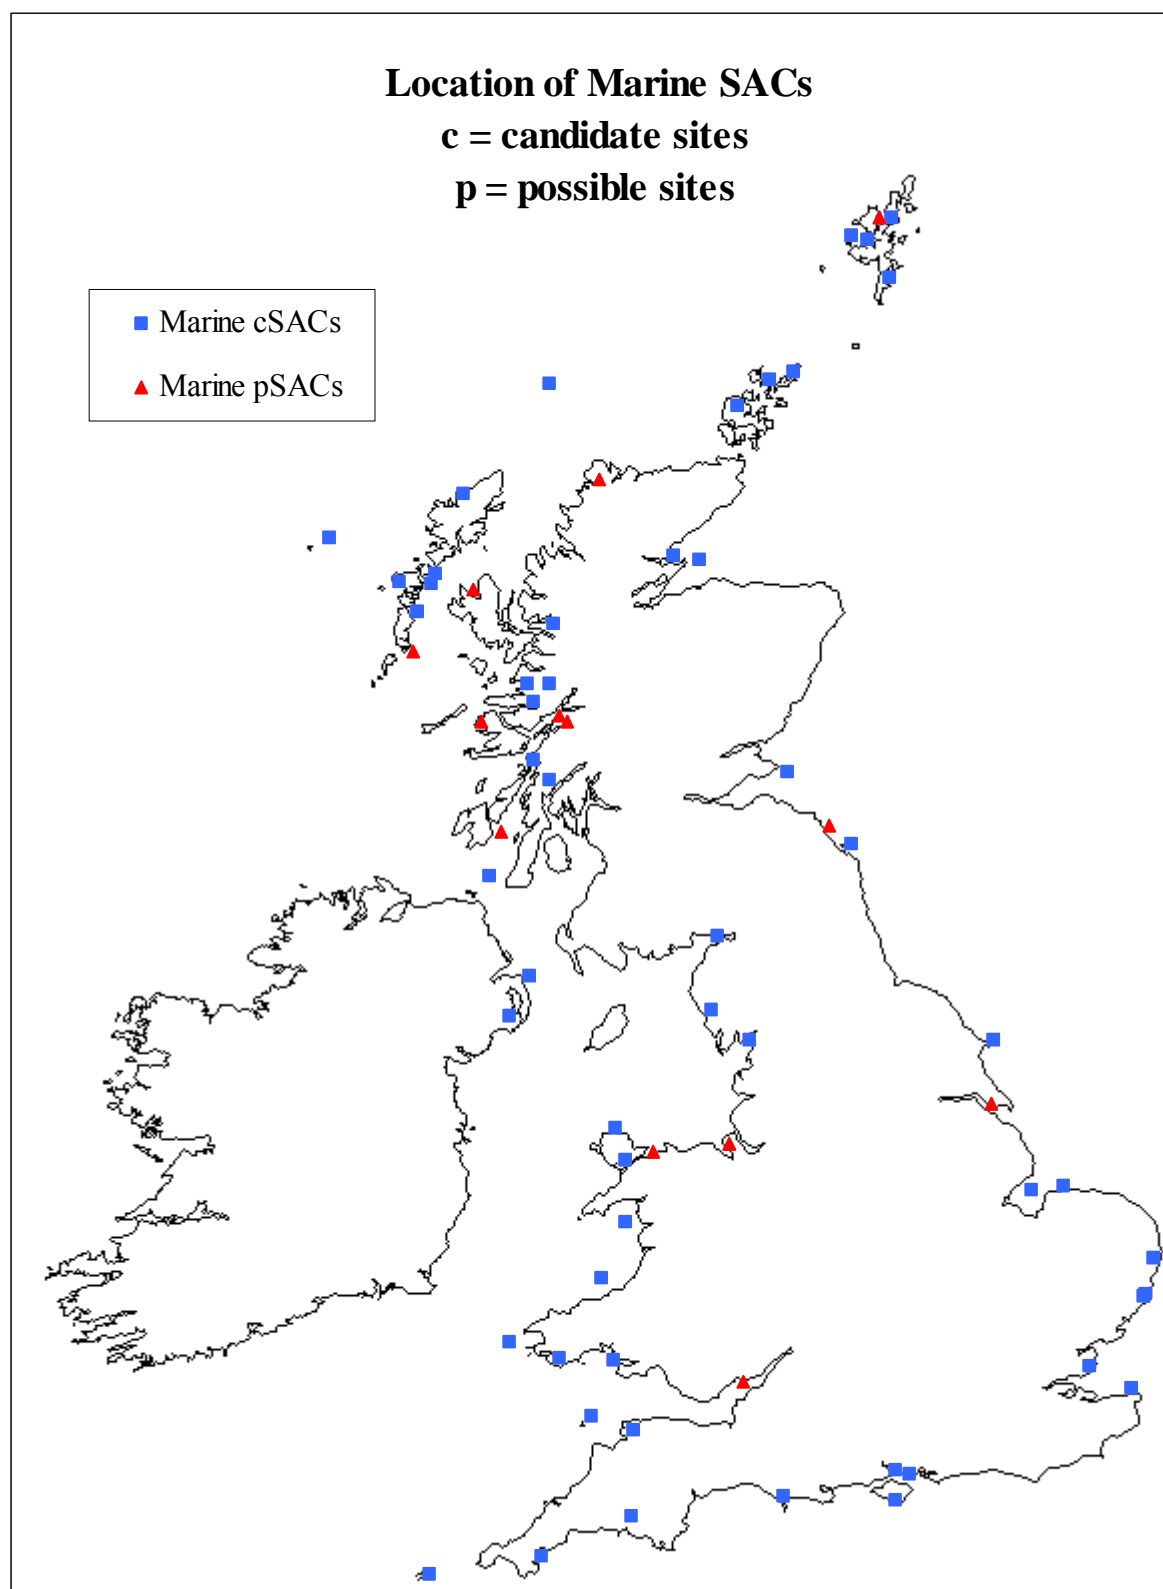 Location of Marine SACs
c = candidate sites
p = possible sites
Marine cSACs
Marine pSACs